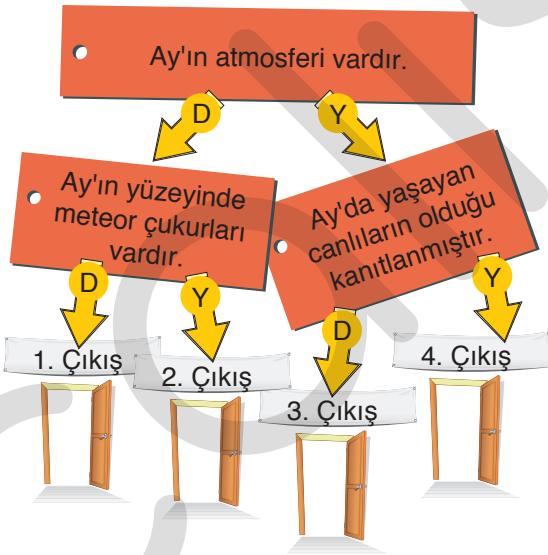 Ay'ın atmosferi vardır.
D
Y
Ay'ın yüzeyinde
meteor çukurları
vardır.
Ay'da yaşayan
canlıların olduğu
kanıtlanmıştır.
D
Y
D
Y
1. Çıkış
2. Çıkış
3. Çıkış
4. Çıkış